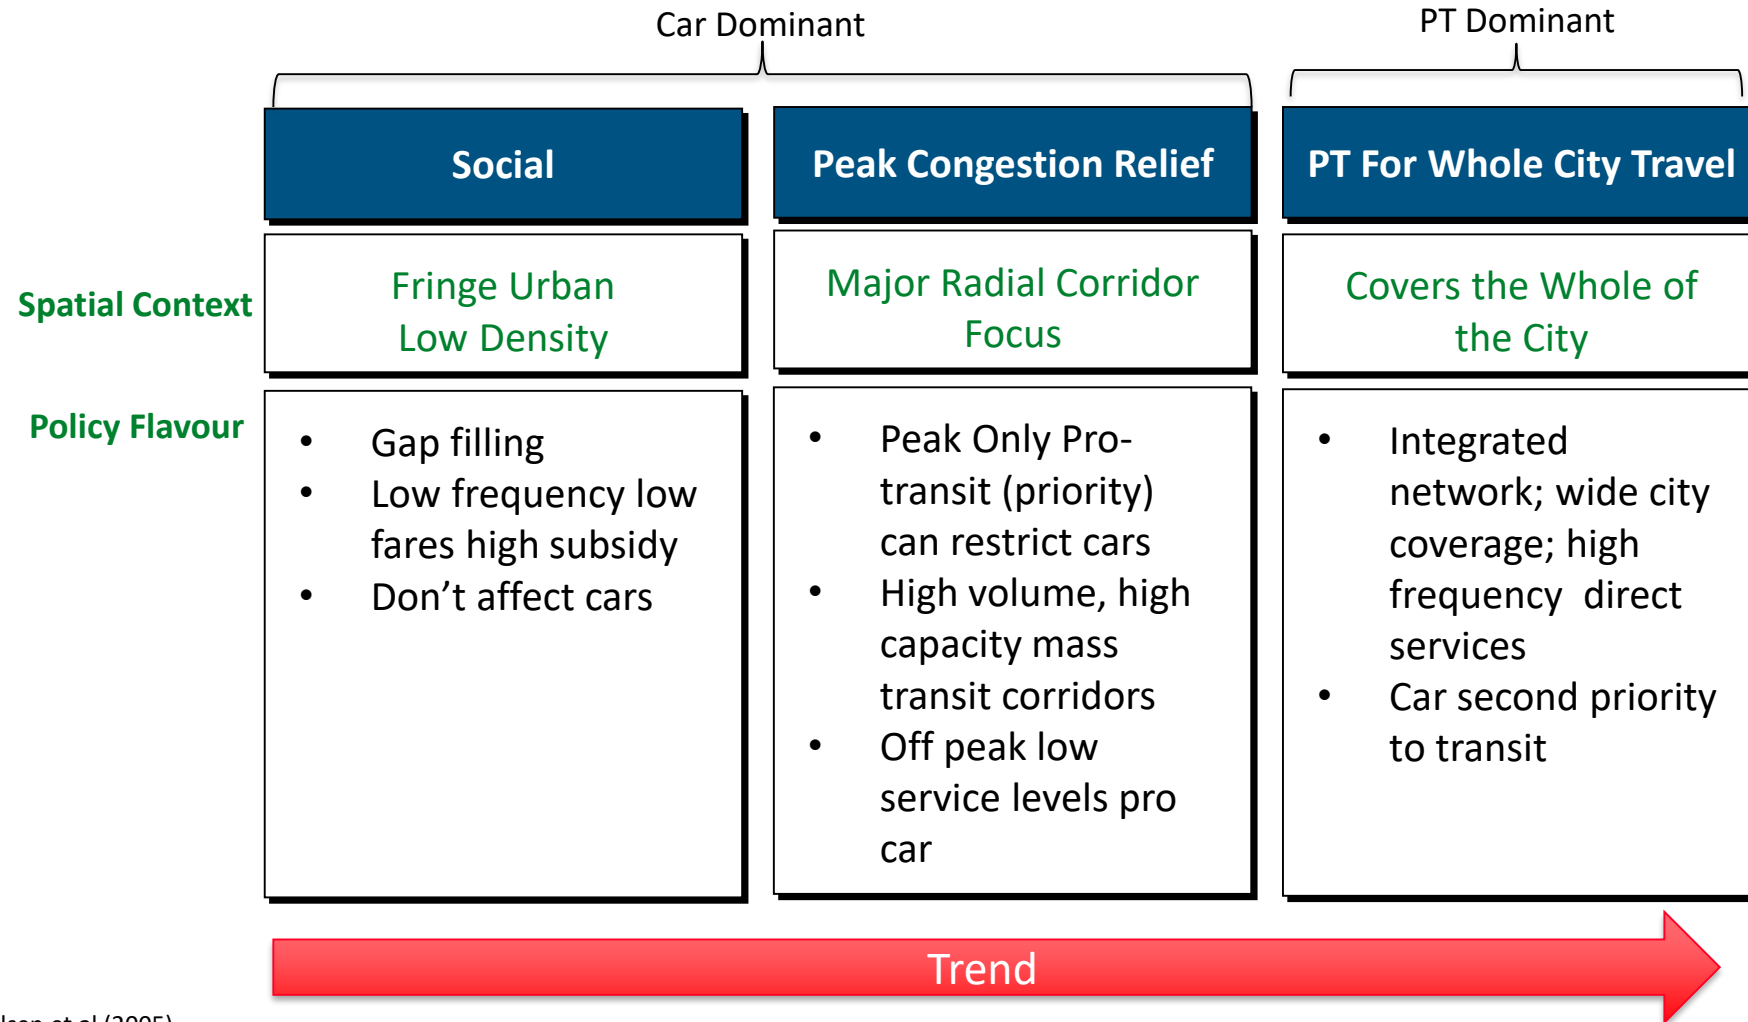 Car Dominant
PT Dominant
Social
Peak Congestion Relief
PT For Whole City Travel
Spatial Context
Fringe Urban
Low Density
Major Radial Corridor
Focus
Covers the Whole of
the City
Policy Flavour
• Gap filling
• Low frequency low
fares high subsidy
• Don’t affect cars
• Peak Only Pro-
transit (priority)
can restrict cars
• High volume, high
capacity mass
transit corridors
• Off peak low
service levels pro
car
• Integrated
network; wide city
coverage; high
frequency direct
services
• Car second priority
to transit
Trend
et al (2005)